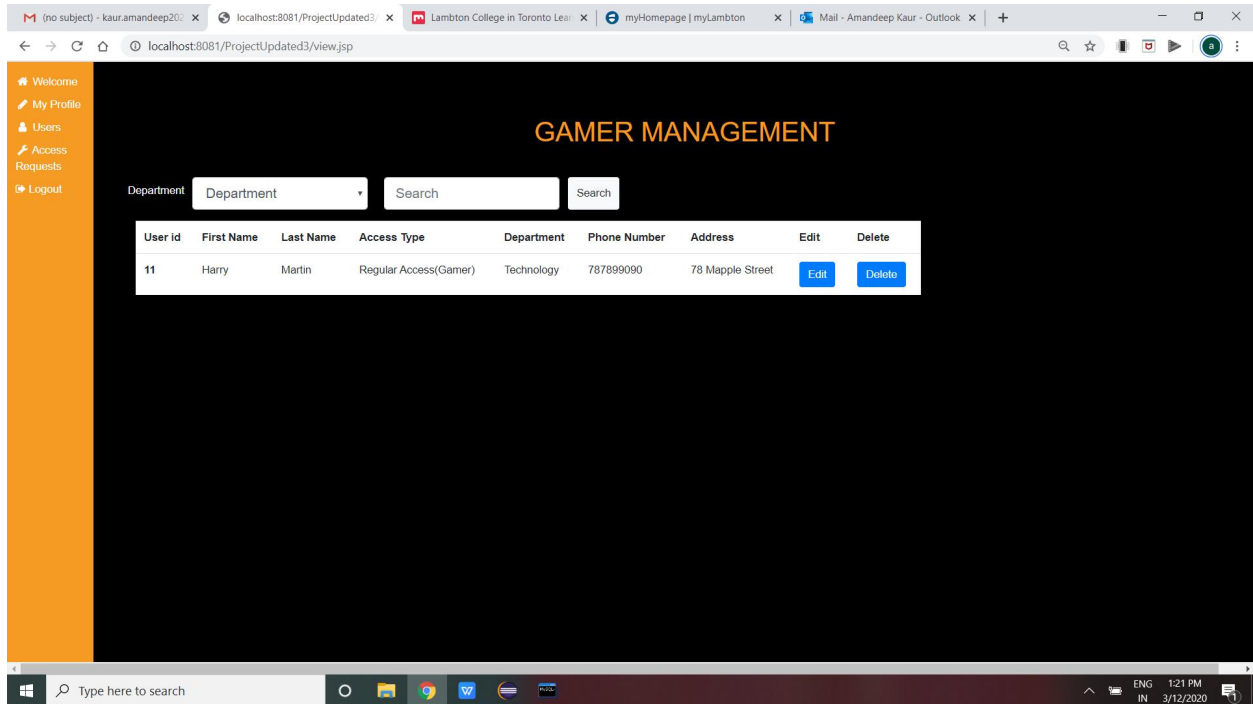 (no subject) - kaur.amandeep202
localhost:8081/ProjectUpdated3/
Lambton College in Toronto Lear
myHomepage | myLambton
Mail - Amandeep Kaur - Outlook
localhost:8081/ProjectUpdated3/view.jsp
a
Welcome
My Profile
Users
Access
Requests
Logout
GAMER MANAGEMENT
Department Department Search Search
User id First Name Last Name Access Type Department Phone Number Address Edit Delete
11 Harry Martin Regular Access(Gamer) Technology 787899090 78 Mapple Street Edit Delete
Type here to search
ENG 1:21 PM
IN 3/12/2020